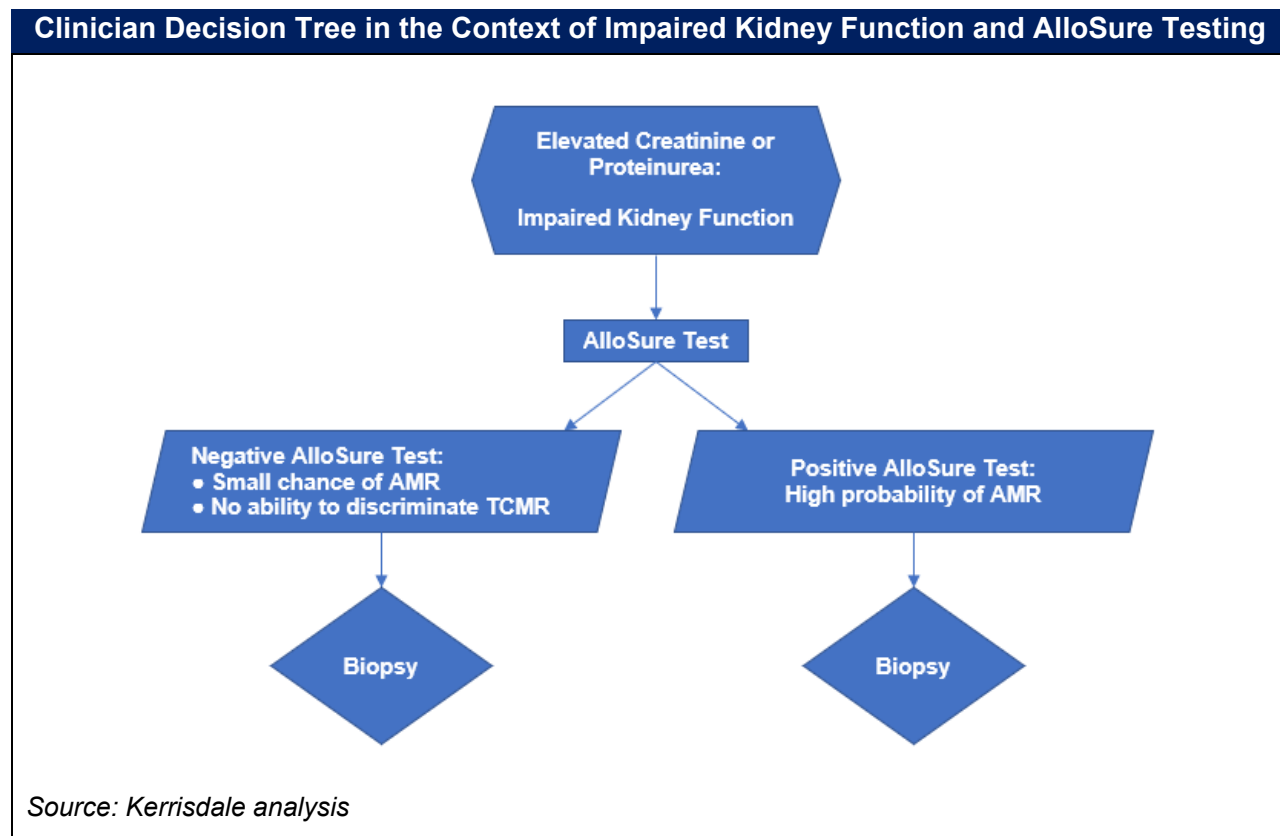 Clinician Decision Tree in the Context of Impaired Kidney Function and AlloSure Testing
Elevated Creatinine or
Proteinurea:
Impaired Kidney Function
AlloSure Test
Negative AlloSure Test:
● Small chance of AMR
● No ability to discriminate TCMR
Positive AlloSure Test:
High probability of AMR
Biopsy
Biopsy
Source: Kerrisdale analysis